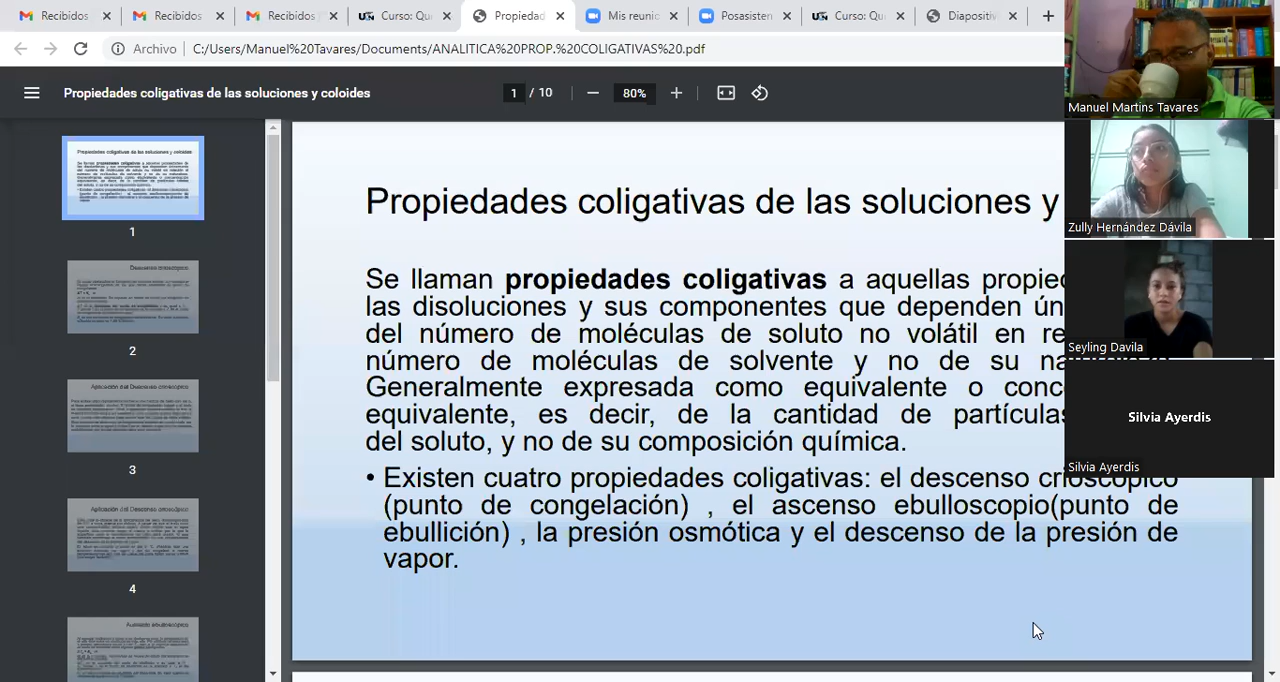 Recibidos
Recibidos
Recibidos
Curso: Qu
Propiedad
Mis reunio
Posasisten
Curso: Qu
Diapositiv
Archivo
C:/Users/Manuel%20Tavares/Documents/ANALITICA%20PROP.%20COLIGATIVAS%20.pdf
Propiedades coligativas de las soluciones y coloides
1 / 10
80%
Manuel Martins Tavares
Zully Hernández Dávila
Seyling Davila
Silvia Ayerdis
Silvia Ayerdis
1
2
3
4
Propiedades coligativas de las soluciones y
Se llaman propiedades coligativas a aquellas
las disoluciones y sus componentes que dependen
del número de moléculas de soluto no volátil en
número de moléculas de solvente y no de su
Generalmente expresada como equivalente o
equivalente, es decir, de la cantidad de partículas
del soluto, y no de su composición química.
• Existen cuatro propiedades coligativas: el descenso crioscópico
(punto de congelación) , el ascenso ebulloscopio(punto de
ebullición) , la presión osmótica y el descenso de la presión de
vapor.